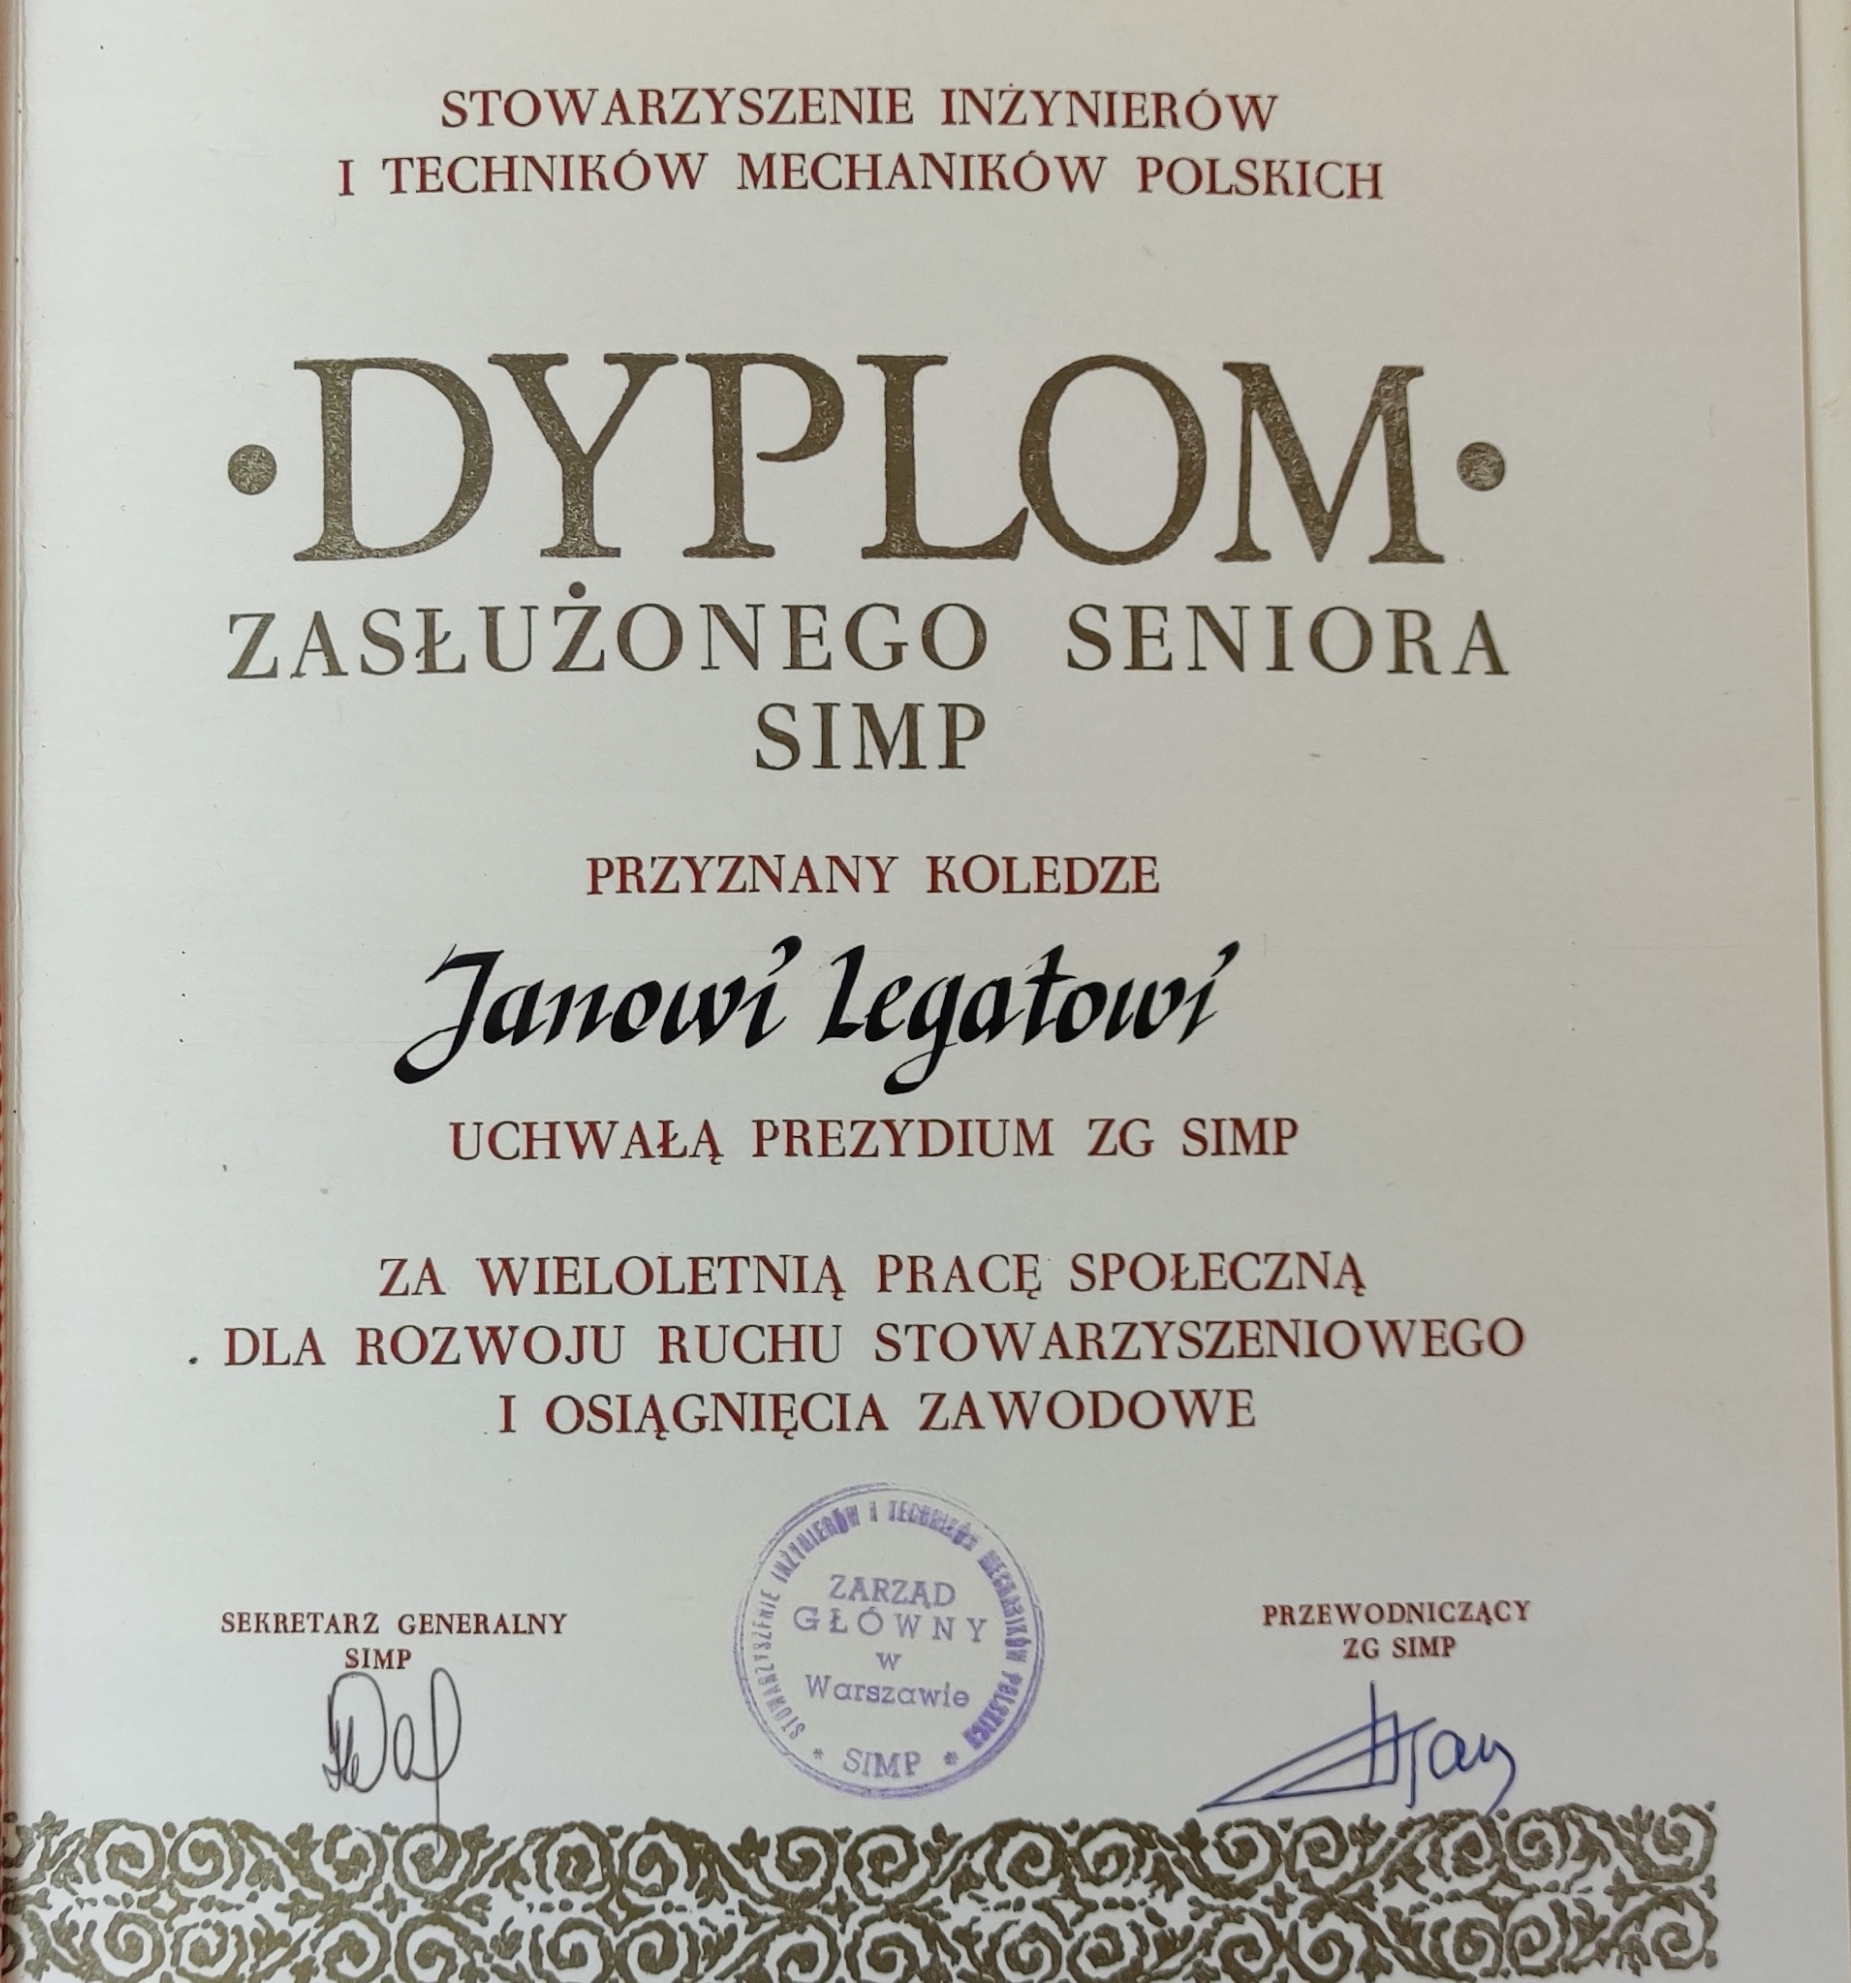 STOWARZYSZENIE INŻYNIERÓW
I TECHNIKÓW MECHANIKÓW POLSKICH
• DYPLOM •
ZASŁUŻONEGO SENIORA
SIMP
PRZYZNANY KOLEDZE
Janowi Legatowi
UCHWAŁĄ PREZYDIUM ZG SIMP
ZA WIELOLETNIĄ PRACĘ SPOŁECZNĄ
DLA ROZWOJU RUCHU STOWARZYSZENIOWEGO
I OSIĄGNIĘCIA ZAWODOWE
SEKRETARZ GENERALNY
SIMP
STOWARZYSZENIE INŻYNIERÓW I TECHNIKÓW MECHANIKÓW POLSKICH
ZARZĄD
GŁÓWNY
w
Warszawie
* SIMP *
PRZEWODNICZĄCY
ZG SIMP